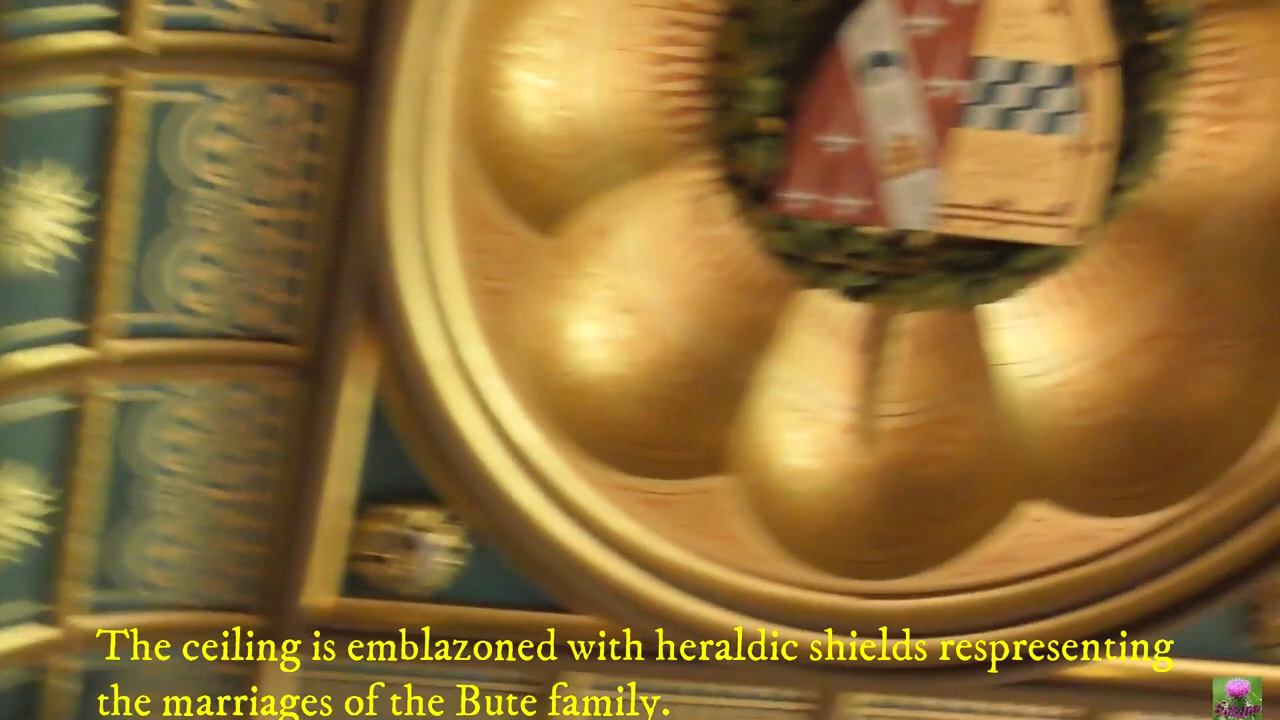 The ceiling is emblazoned with heraldic shields respresenting
the marriages of the Bute family.